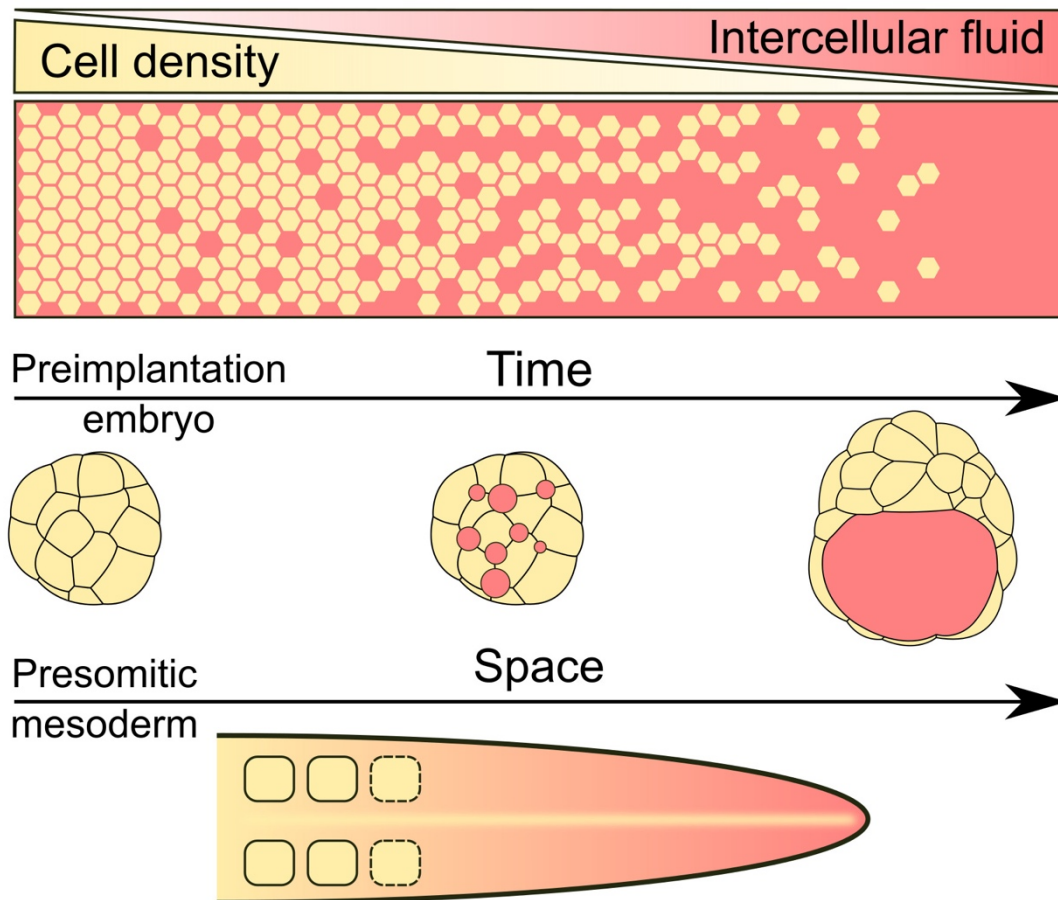 Intercellular fluid
Cell density
Preimplantation
embryo
Time
Presomitic
mesoderm
Space